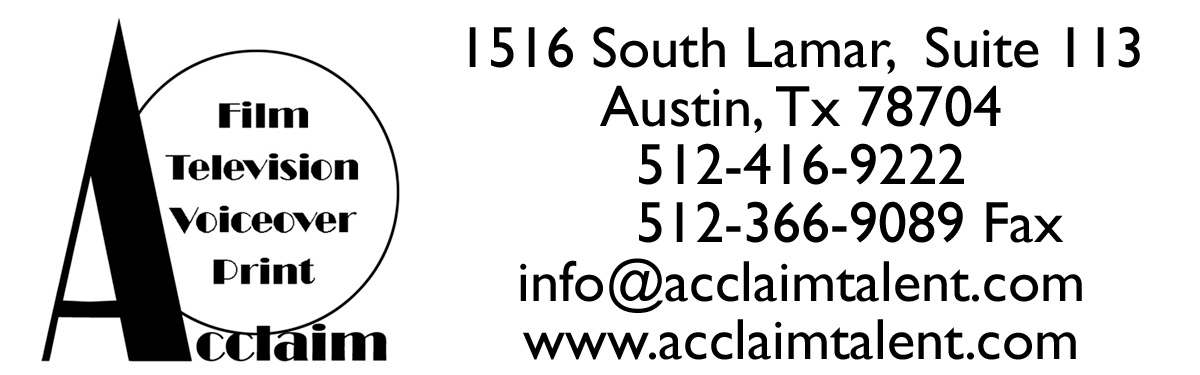 Film
Television
Voiceover
Print
Acclaim
1516 South Lamar, Suite 113
Austin, Tx 78704
512-416-9222
512-366-9089 Fax
info@acclaimtalent.com
www.acclaimtalent.com